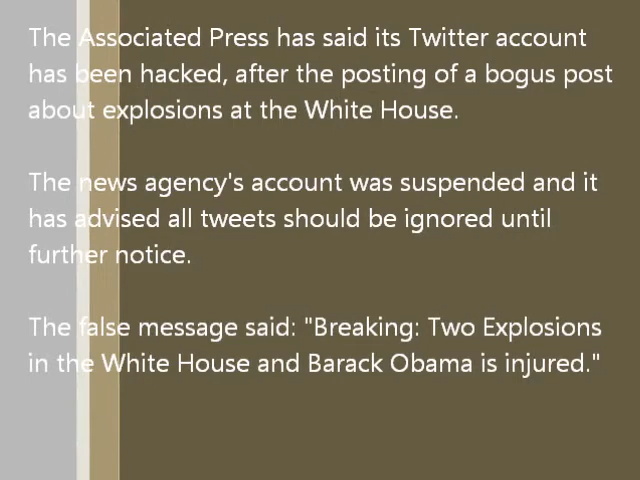 The Associated Press has said its Twitter account
has been hacked, after the posting of a bogus post
about explosions at the White House.
The news agency's account was suspended and it
has advised all tweets should be ignored until
further notice.
The false message said: "Breaking: Two Explosions
in the White House and Barack Obama is injured."